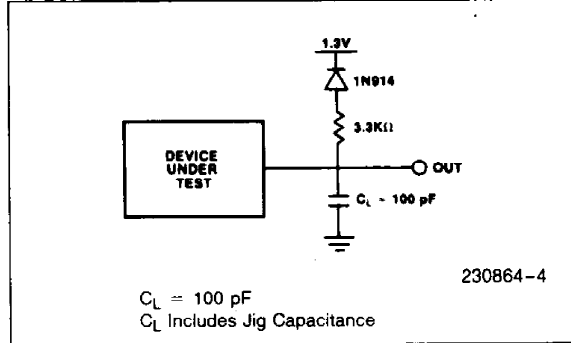 1.3V
1N914
3.3KΩ
DEVICE
UNDER
TEST
OUT
C_L = 100 pF
230864-4
C_L = 100 pF
C_L Includes Jig Capacitance